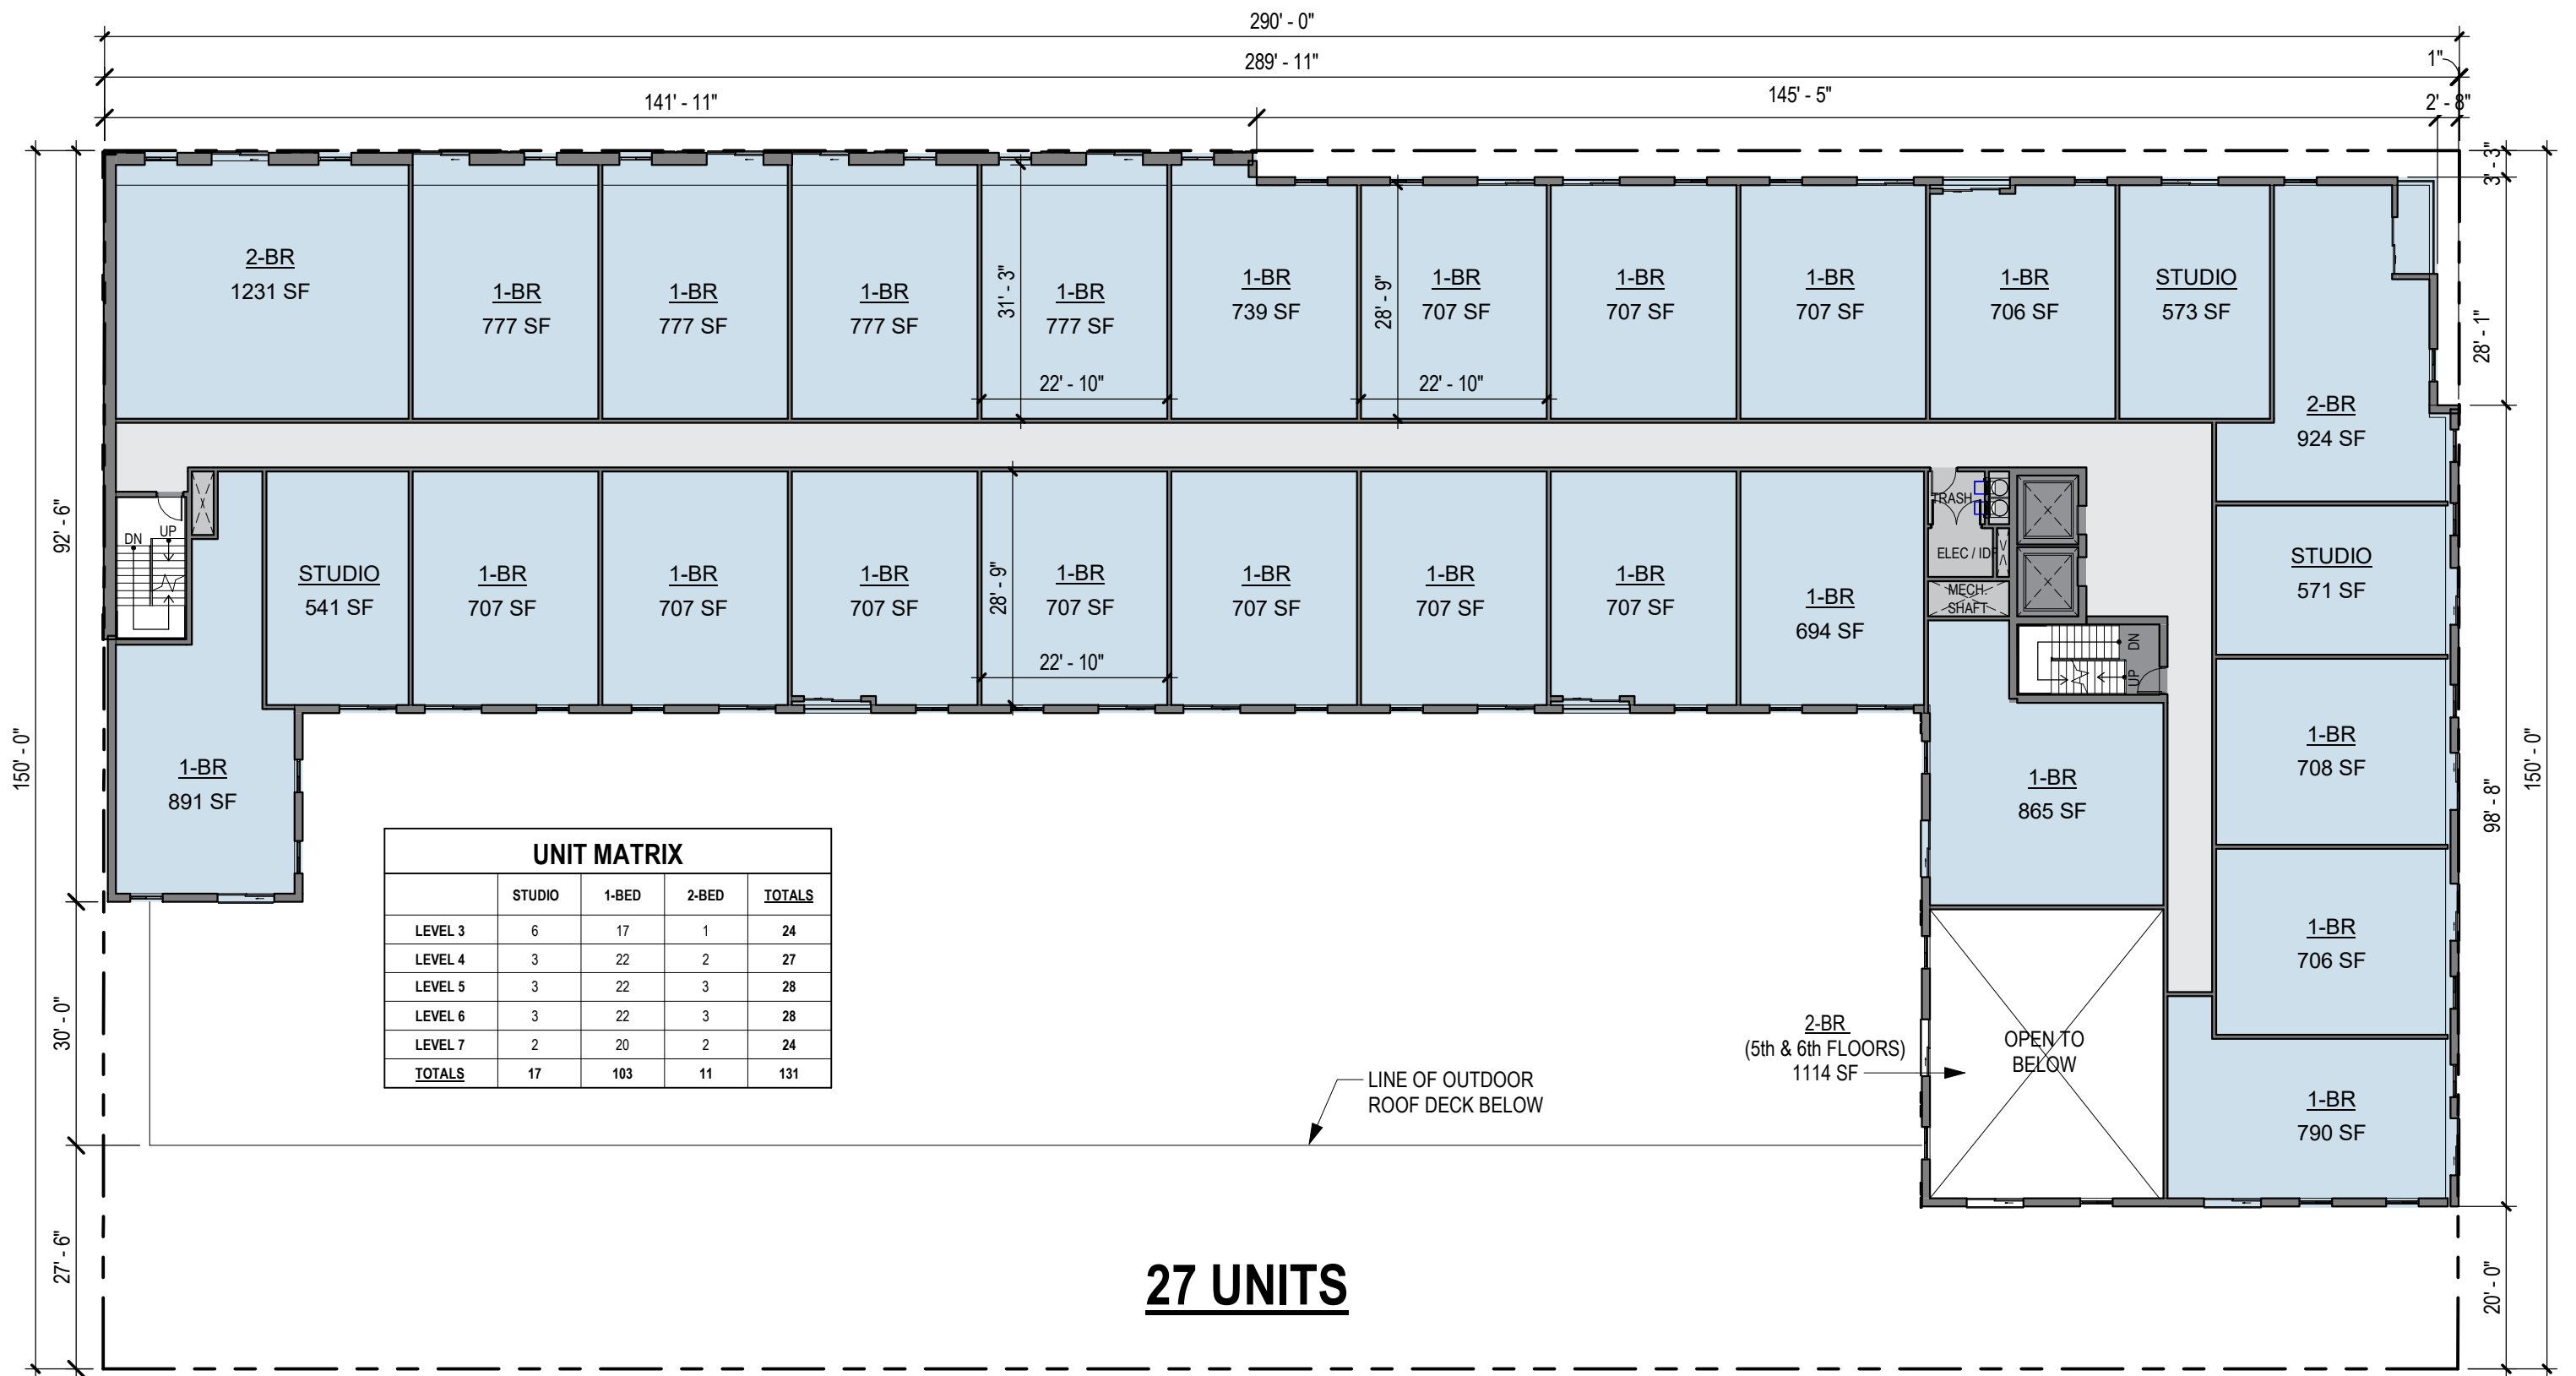 290' - 0"
289' - 11"
1"
141' - 11"
145' - 5"
2' - 8"
3' - 3"
2-BR
1231 SF
1-BR
777 SF
1-BR
777 SF
1-BR
777 SF
31' - 3"
1-BR
777 SF
1-BR
739 SF
28' - 9"
1-BR
707 SF
1-BR
707 SF
1-BR
707 SF
1-BR
706 SF
STUDIO
573 SF
28' - 1"
22' - 10"
22' - 10"
2-BR
924 SF
92' - 6"
DN
UP
STUDIO
541 SF
1-BR
707 SF
1-BR
707 SF
1-BR
707 SF
28' - 9"
1-BR
707 SF
1-BR
707 SF
1-BR
707 SF
1-BR
707 SF
1-BR
694 SF
22' - 10"
TRASH
ELEC / IDF
MECH.
SHAFT
DN
UP
STUDIO
571 SF
1-BR
708 SF
150' - 0"
1-BR
891 SF
1-BR
865 SF
98' - 8"
150' - 0"
1-BR
706 SF
UNIT MATRIX
STUDIO 1-BED 2-BED TOTALS
LEVEL 3 6 17 1 24
LEVEL 4 3 22 2 27
LEVEL 5 3 22 3 28
LEVEL 6 3 22 3 28
LEVEL 7 2 20 2 24
TOTALS 17 103 11 131
30' - 0"
2-BR
(5th & 6th FLOORS)
1114 SF
OPEN TO
BELOW
LINE OF OUTDOOR
ROOF DECK BELOW
1-BR
790 SF
27' - 6"
27 UNITS
20' - 0"